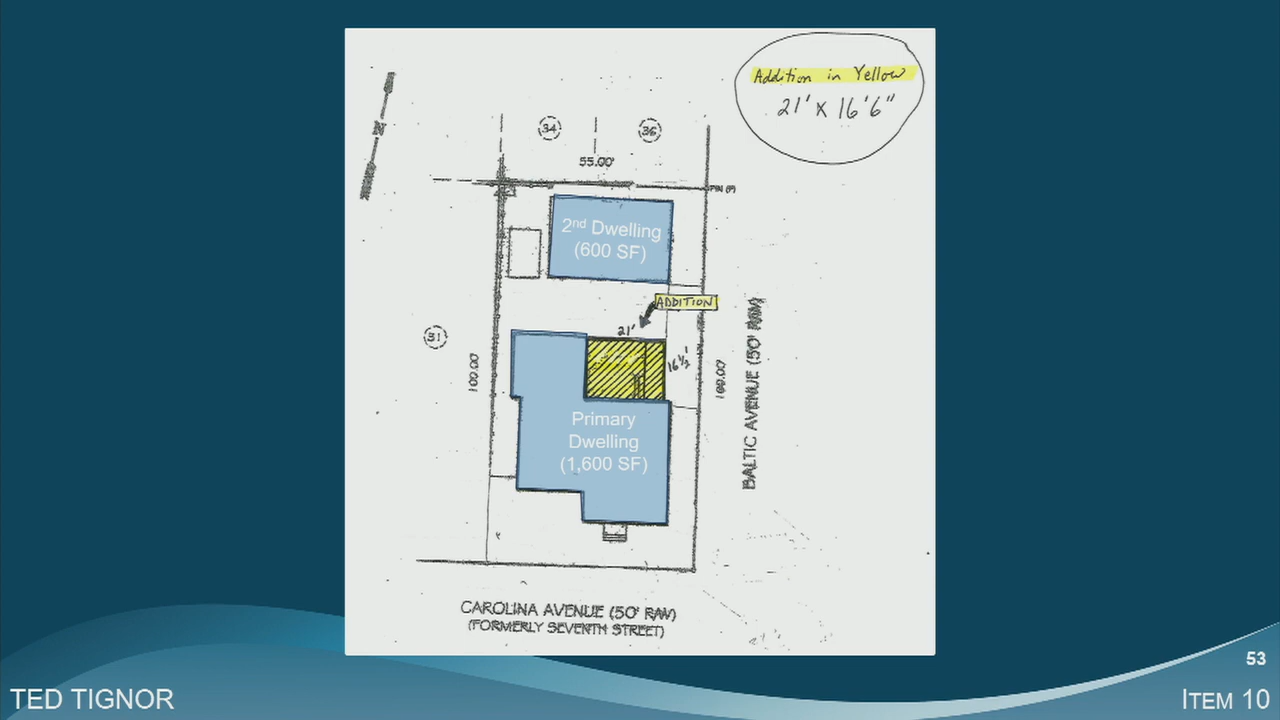 Addition in Yellow
21' x 16'6"
N
34
36
55.00'
2nd Dwelling
(600 SF)
ADDITION
21'
16 1/2'
31
100.00'
100.00'
BALTIC AVENUE (50' R/W)
Primary
Dwelling
(1,600 SF)
CAROLINA AVENUE (50' R/W)
(FORMERLY SEVENTH STREET)
53
TED TIGNOR
ITEM 10